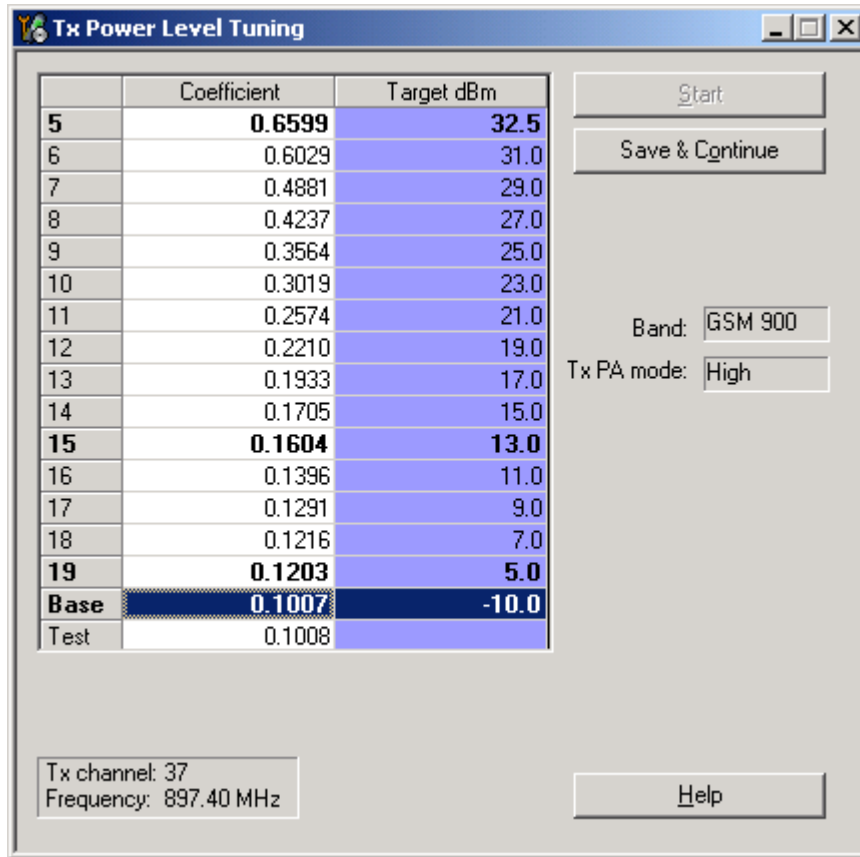 Tx Power Level Tuning
Coefficient Target dBm
5 0.6599 32.5
6 0.6029 31.0
7 0.4881 29.0
8 0.4237 27.0
9 0.3564 25.0
10 0.3019 23.0
11 0.2574 21.0
12 0.2210 19.0
13 0.1933 17.0
14 0.1705 15.0
15 0.1604 13.0
16 0.1396 11.0
17 0.1291 9.0
18 0.1216 7.0
19 0.1203 5.0
Base 0.1007 -10.0
Test 0.1008
Start
Save & Continue
Band: GSM 900
Tx PA mode: High
Tx channel: 37
Frequency: 897.40 MHz
Help